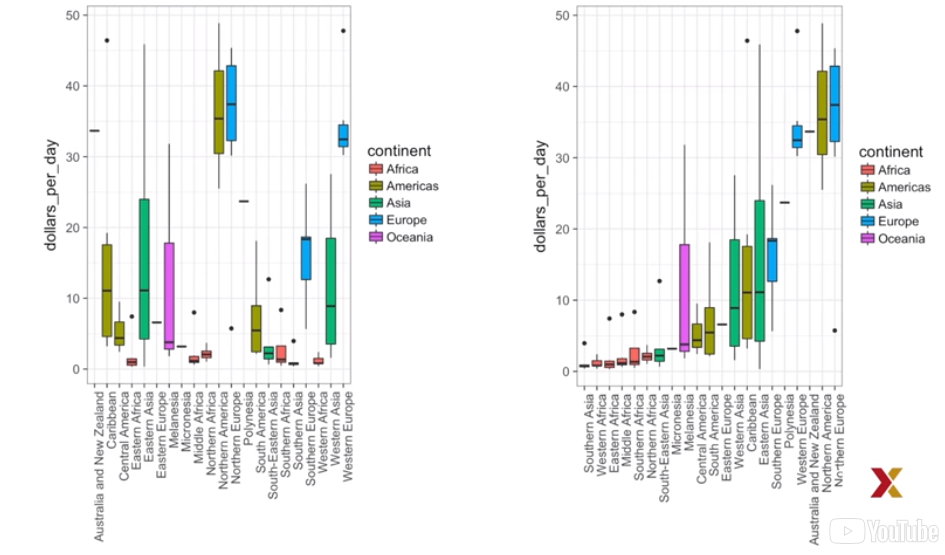 50
40
30
20
10
0
dollars_per_day
Australia and New Zealand
Caribbean
Central America
Eastern Africa
Eastern Asia
Eastern Europe
Melanesia
Micronesia
Middle Africa
Northern Africa
Northern America
Northern Europe
Polynesia
South America
South-Eastern Asia
Southern Africa
Southern Asia
Southern Europe
Western Africa
Western Asia
Western Europe
continent
Africa
Americas
Asia
Europe
Oceania
50
40
30
20
10
0
dollars_per_day
Southern Asia
Western Africa
Eastern Africa
Middle Africa
Southern Africa
Northern Africa
South-Eastern Asia
Micronesia
Melanesia
Central America
South America
Eastern Europe
Western Asia
Caribbean
Eastern Asia
Southern Europe
Polynesia
Western Europe
Australia and New Zealand
Northern America
Northern Europe
continent
Africa
Americas
Asia
Europe
Oceania
YouTube